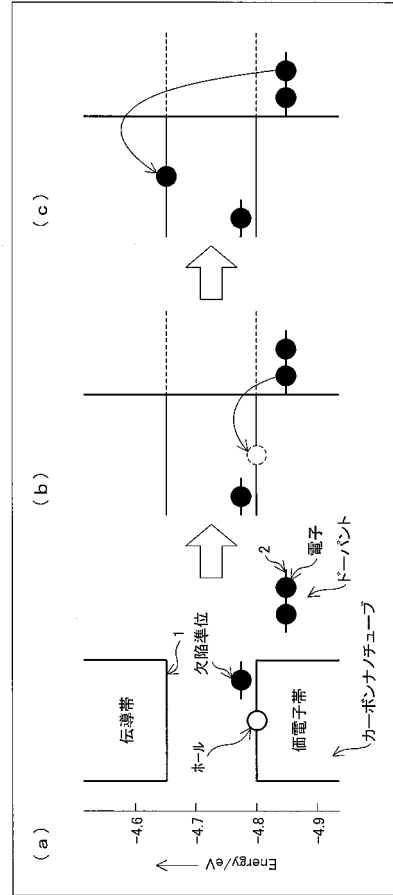 (a)
(b)
(c)
Energy/eV
-4.6
-4.7
-4.8
-4.9
伝導帯
1
欠陥準位
ホール
価電子帯
カーボンナノチューブ
2
電子
ドーパント